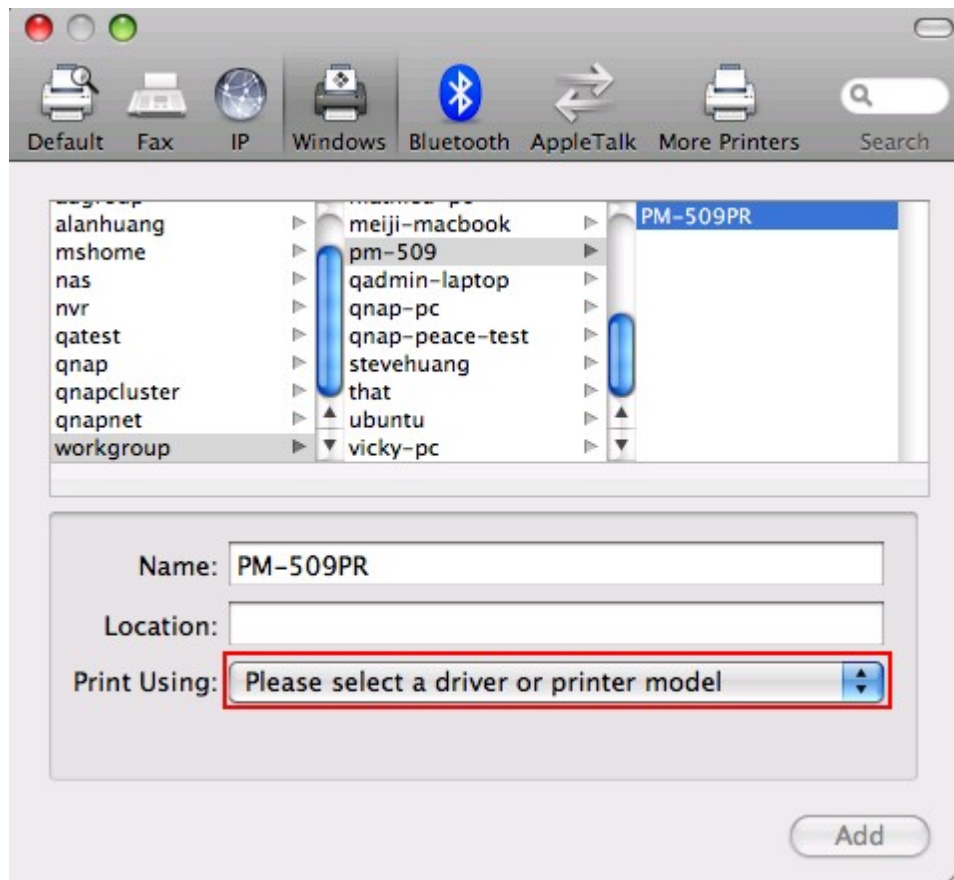 Default Fax IP Windows Bluetooth AppleTalk More Printers Search
alanhuang
mshome
nas
nvr
qatest
qnap
qnapcluster
qnapnet
workgroup
meiji-macbook
pm-509
qadmin-laptop
qnap-pc
qnap-peace-test
stevehuang
that
ubuntu
vicky-pc
PM-509PR
Name: PM-509PR
Location:
Print Using: Please select a driver or printer model
Add